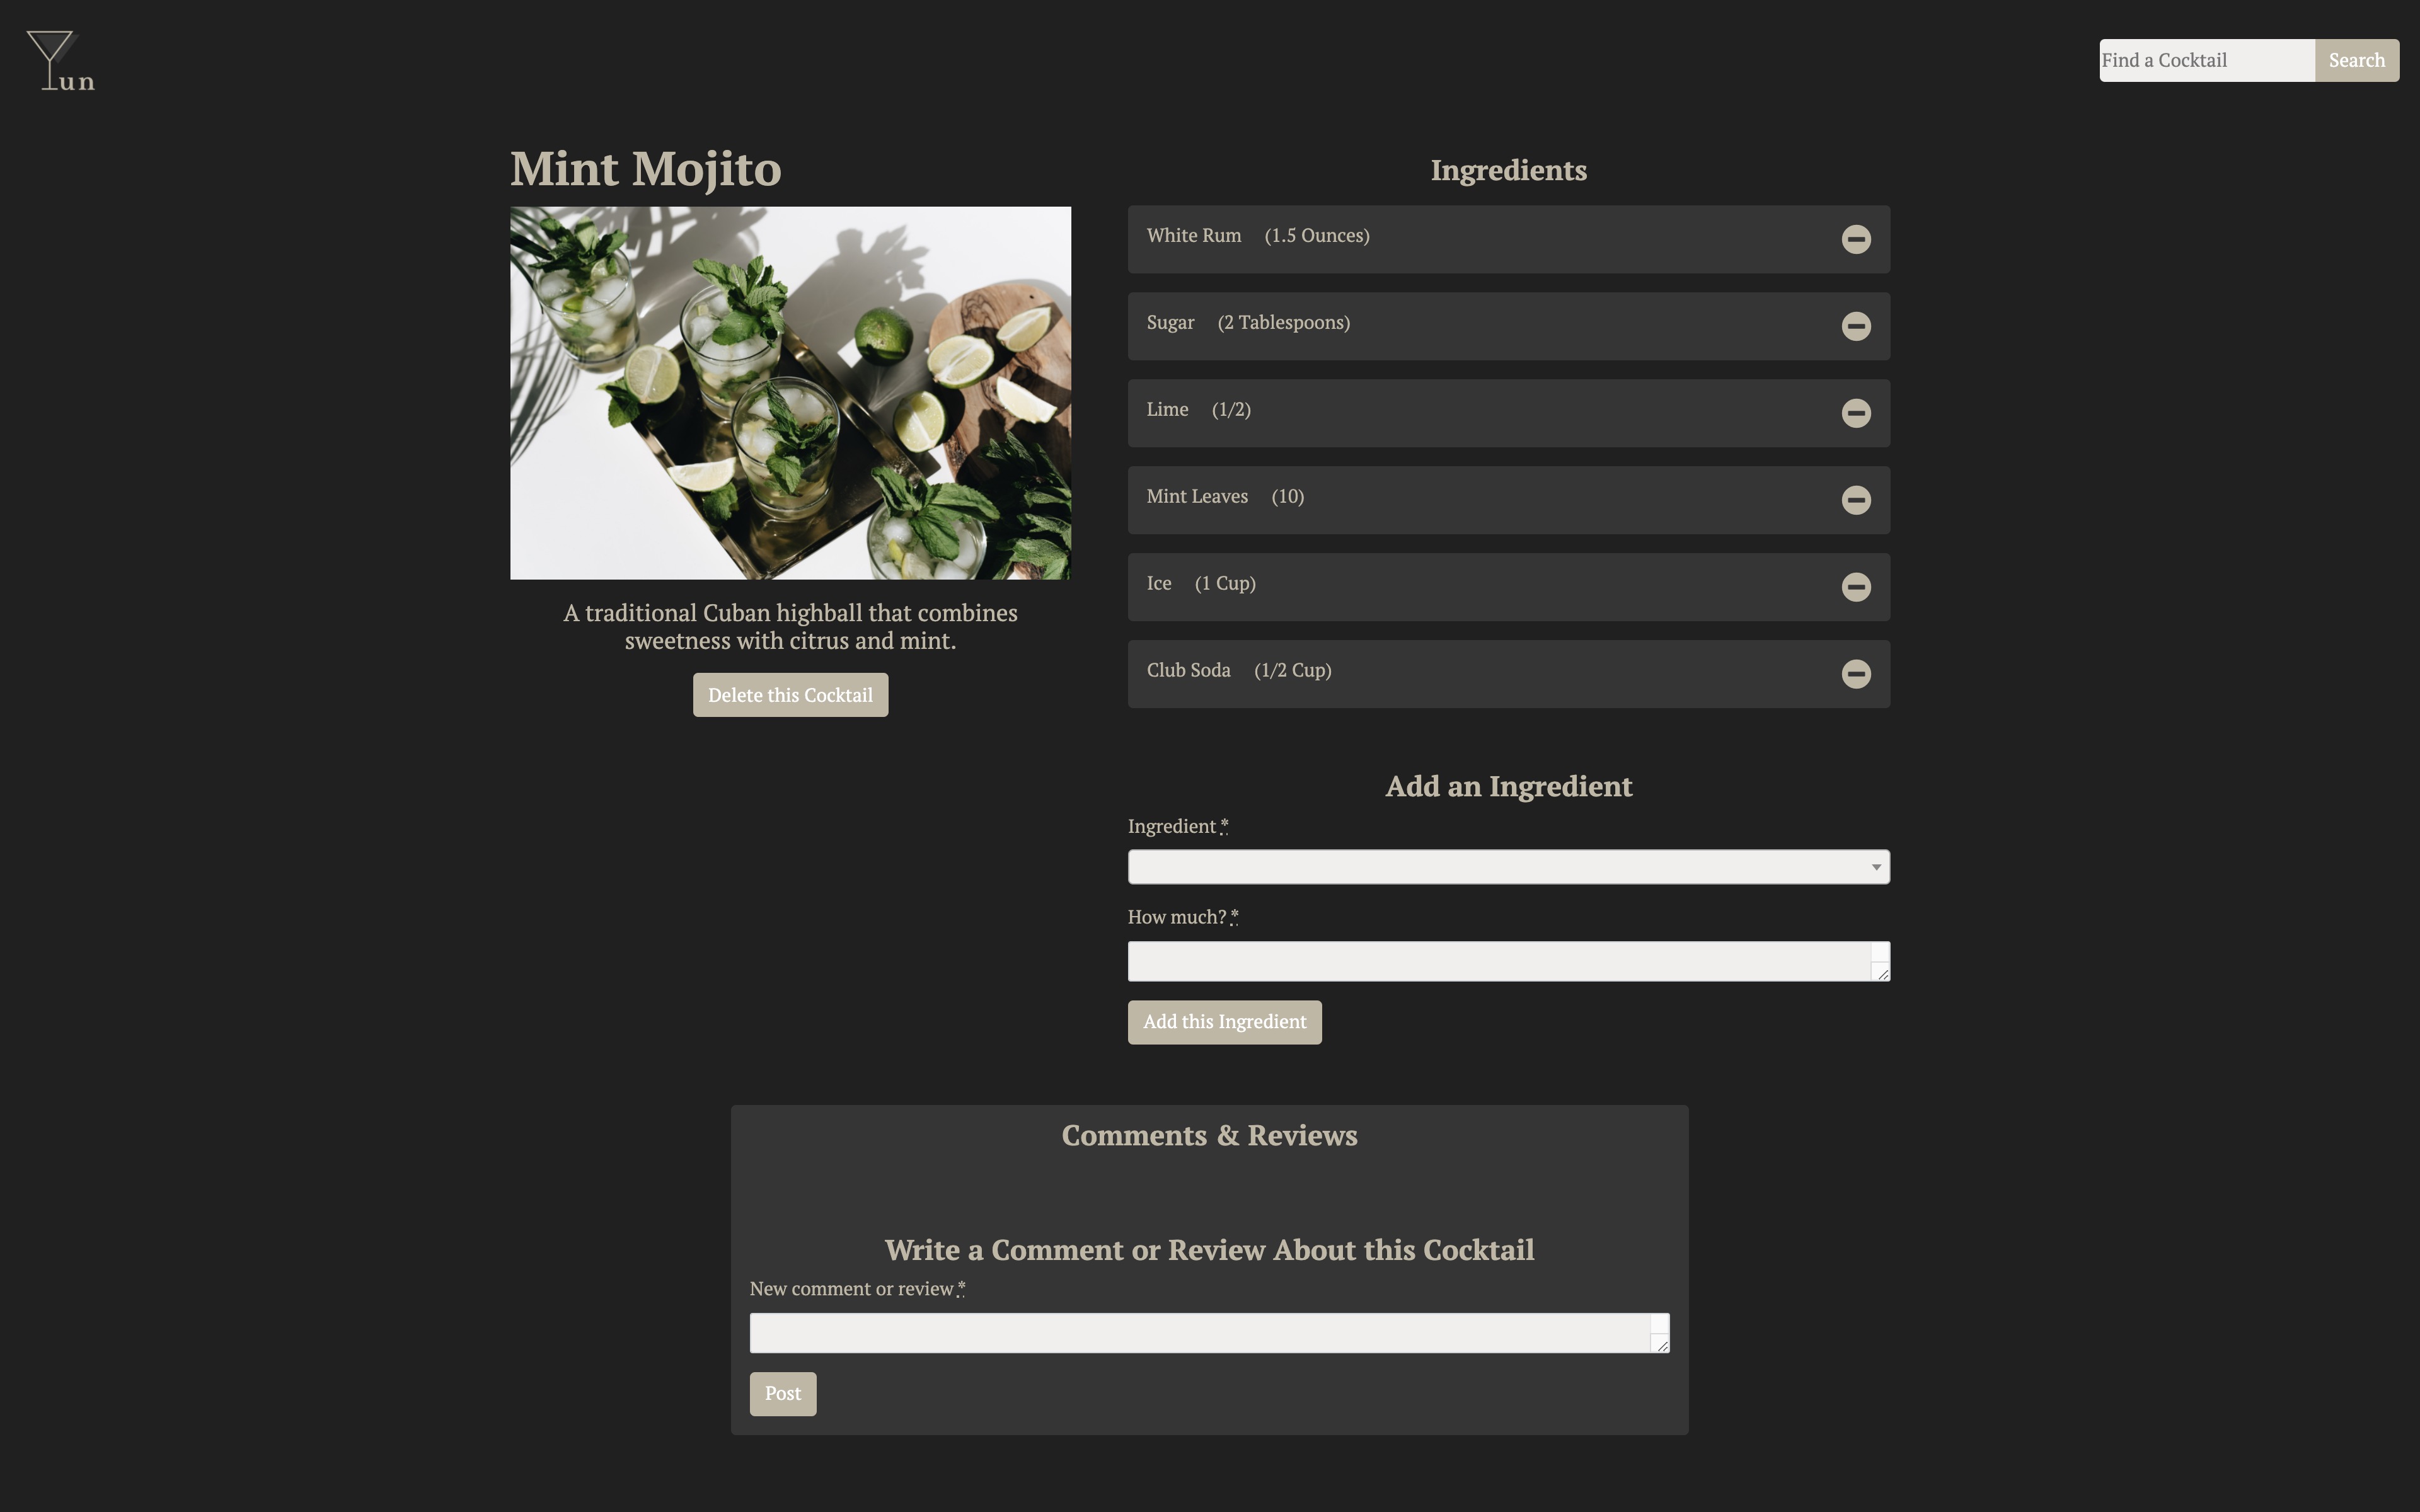 Yun
Find a Cocktail
Search
Mint Mojito
A traditional Cuban highball that combines
sweetness with citrus and mint.
Delete this Cocktail
Ingredients
White Rum (1.5 Ounces)
Sugar (2 Tablespoons)
Lime (1/2)
Mint Leaves (10)
Ice (1 Cup)
Club Soda (1/2 Cup)
Add an Ingredient
Ingredient *
How much? *
Add this Ingredient
Comments & Reviews
Write a Comment or Review About this Cocktail
New comment or review *
Post